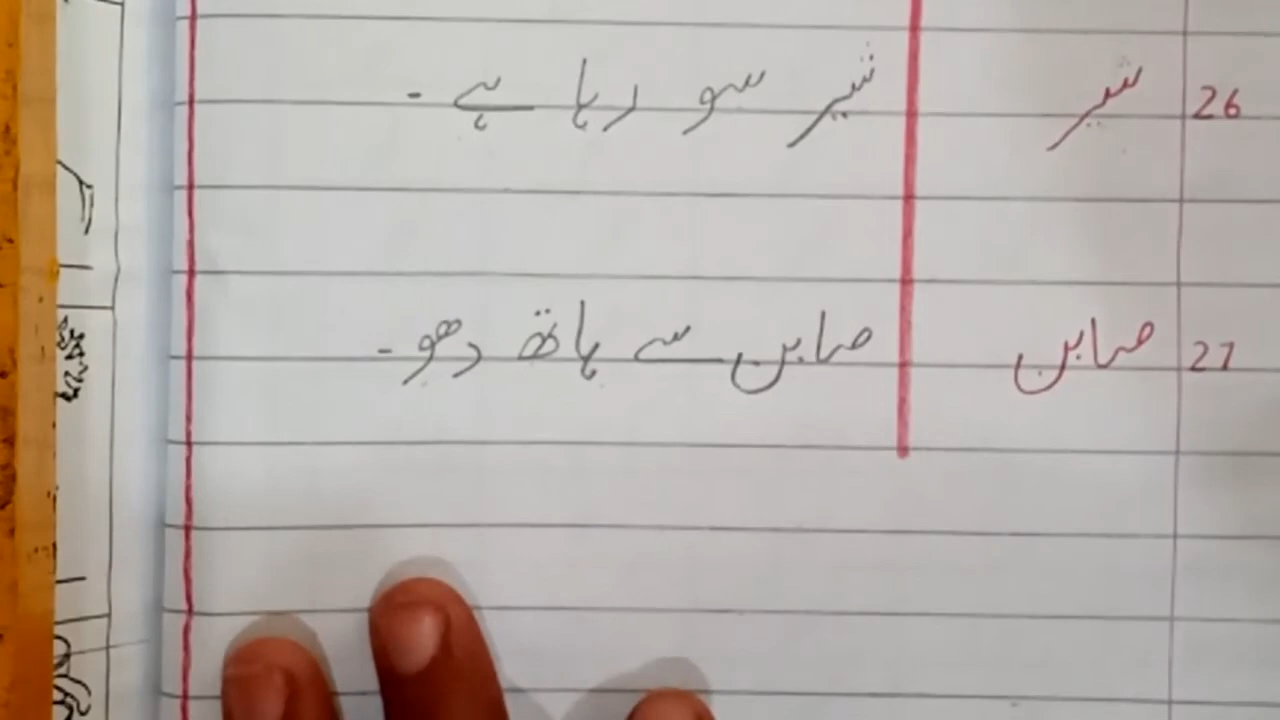 26 شیر شیر سو رہا ہے ۔
27 صابن صابن سے ہاتھ دھو ۔